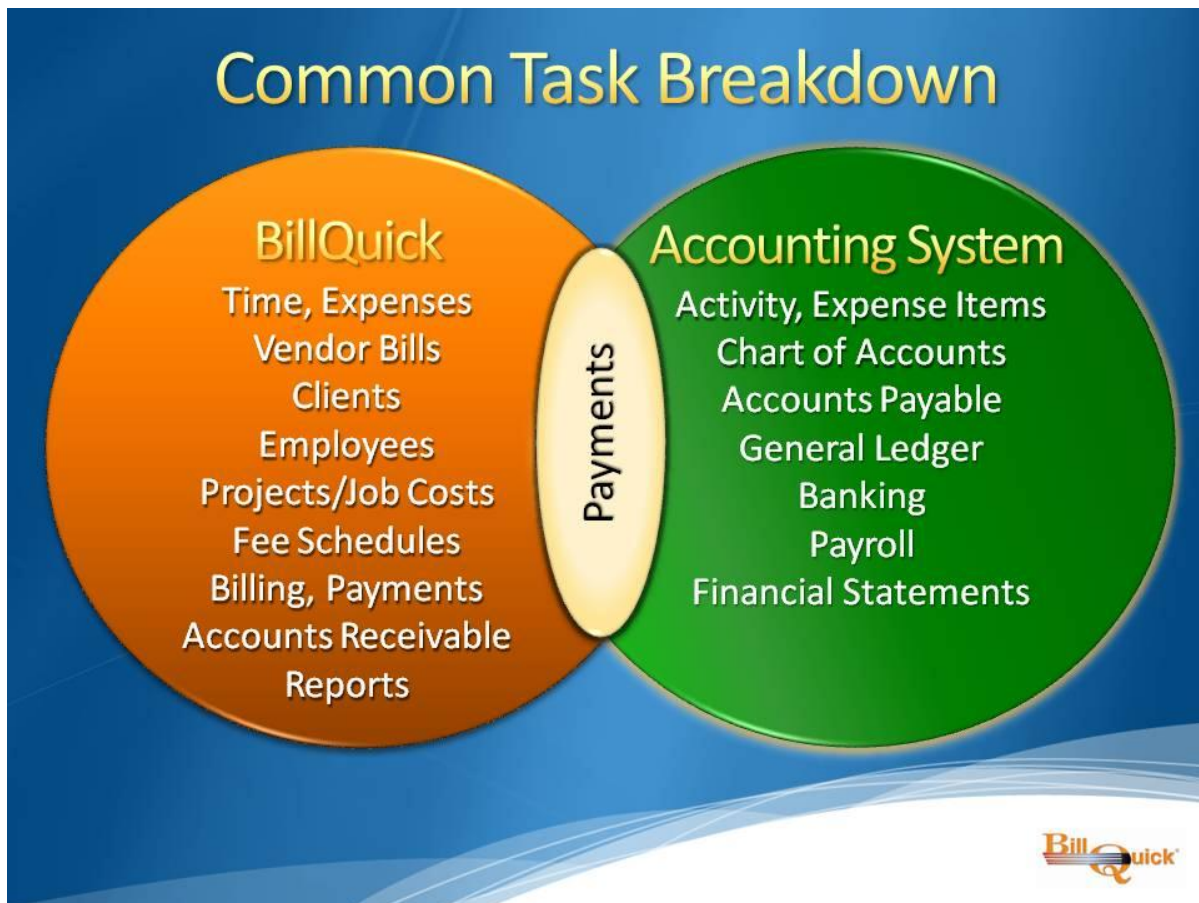 Common Task Breakdown
BillQuick
Time, Expenses
Vendor Bills
Clients
Employees
Projects/Job Costs
Fee Schedules
Billing, Payments
Accounts Receivable
Reports
Payments
Accounting System
Activity, Expense Items
Chart of Accounts
Accounts Payable
General Ledger
Banking
Payroll
Financial Statements
BillQuick